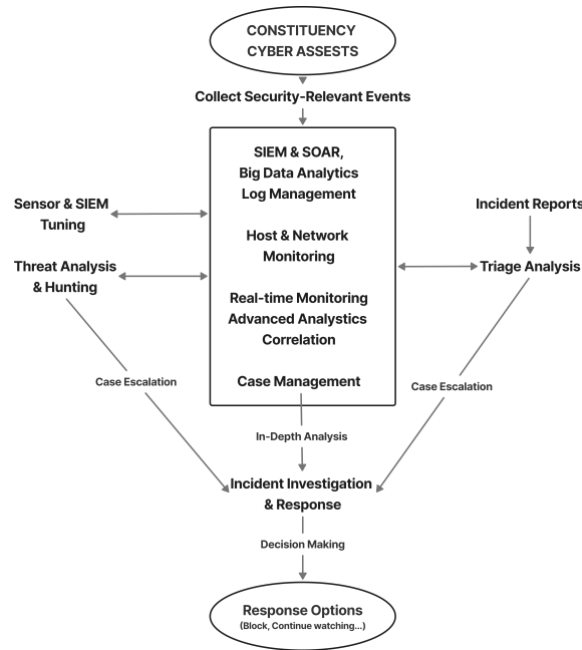 CONSTITUENCY
CYBER ASSESTS
Collect Security-Relevant Events
SIEM & SOAR,
Big Data Analytics
Log Management
Host & Network
Monitoring
Real-time Monitoring
Advanced Analystics
Correlation
Case Management
Sensor & SIEM
Tuning
Threat Analysis
& Hunting
Incident Reports
Triage Analysis
Case Escalation
Case Escalation
In-Depth Analysis
Incident Investigation
& Response
Decision Making
Response Options
(Block, Continue watching...)